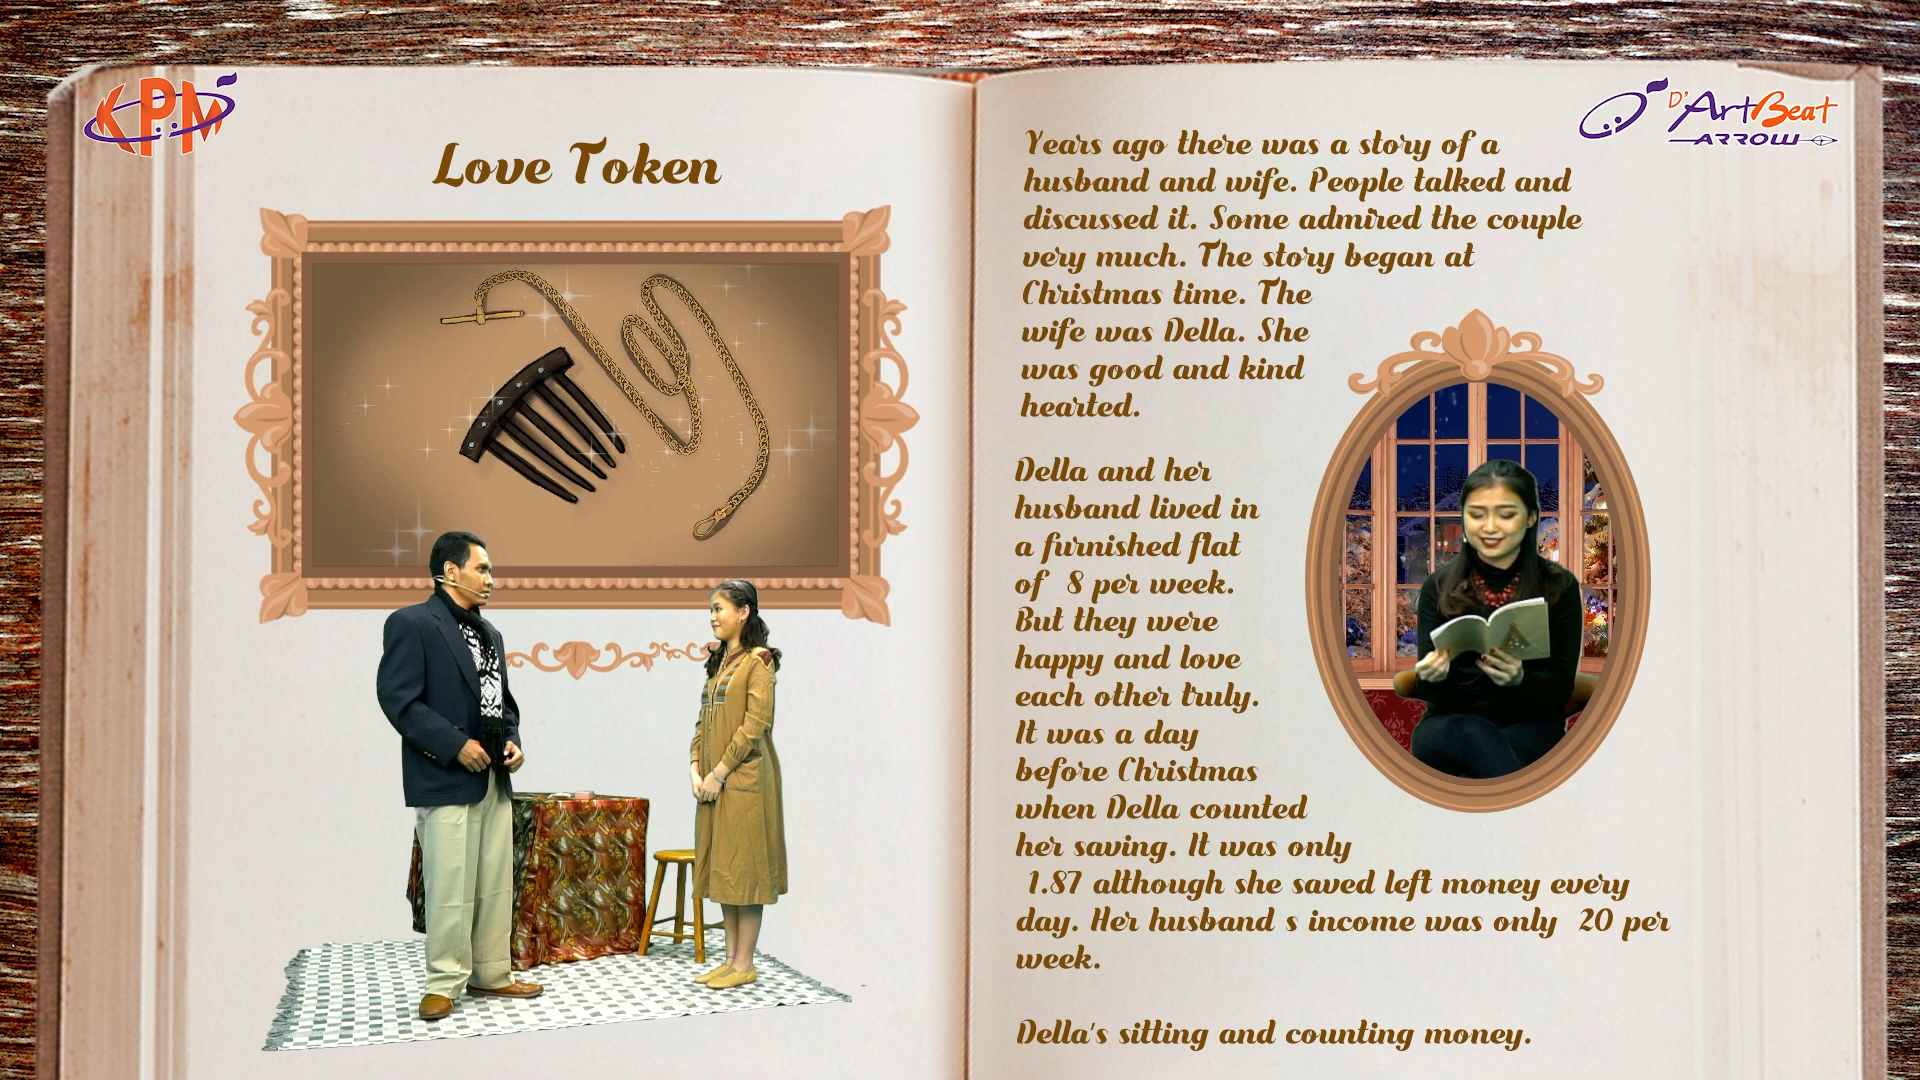 KPM
D'ArtBeat
ARROW
Love Token
Years ago there was a story of a
husband and wife. People talked and
discussed it. Some admired the couple
very much. The story began at
Christmas time. The
wife was Della. She
was good and kind
hearted.
Della and her
husband lived in
a furnished flat
of 8 per week.
But they were
happy and love
each other truly.
It was a day
before Christmas
when Della counted
her saving. It was only
1.87 although she saved left money every
day. Her husband s income was only 20 per
week.
Della's sitting and counting money.